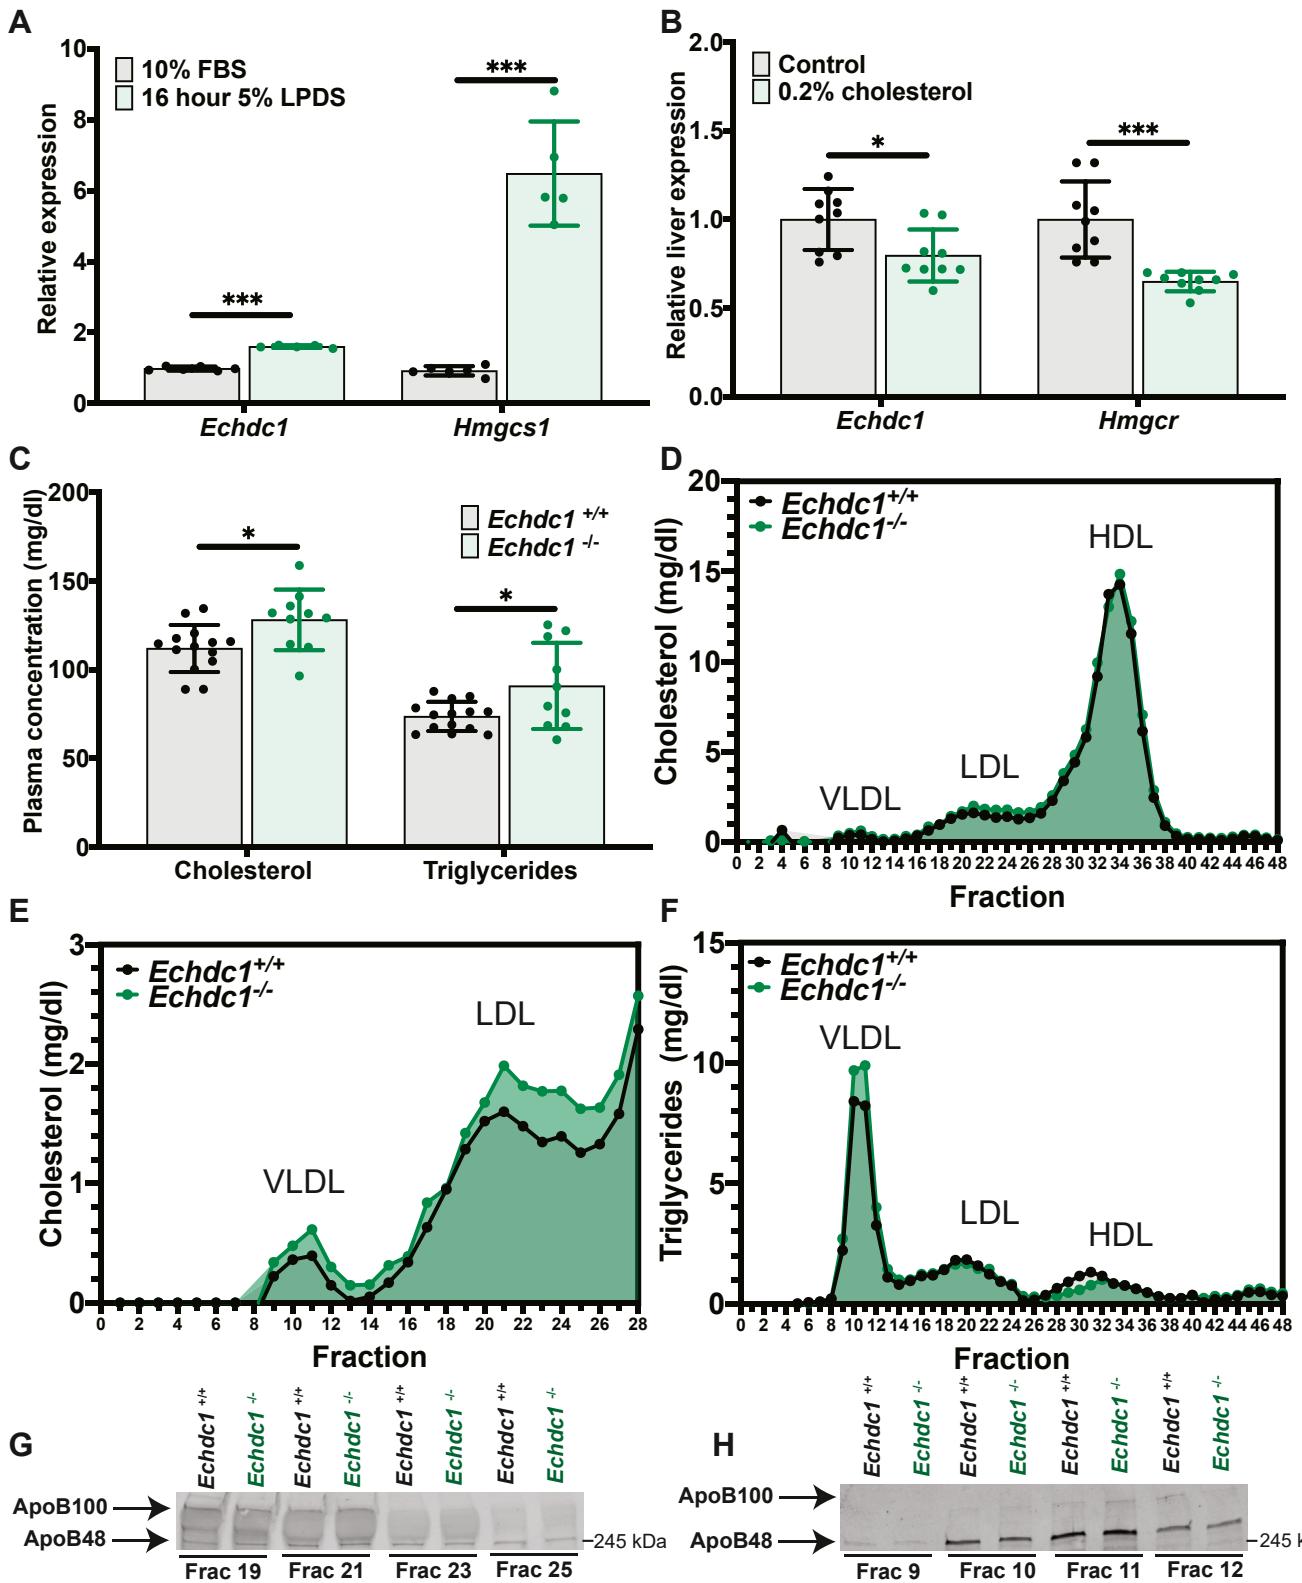 A
Relative expression
10
8
6
4
2
0
10% FBS
16 hour 5% LPDS
***
***
Echdc1
Hmgcs1
B
Relative liver expression
2.0
1.5
1.0
0.5
0.0
Control
0.2% cholesterol
*
***
Echdc1
Hmgcr
C
Plasma concentration (mg/dl)
200
150
100
50
0
Echdc1 +/+
Echdc1 -/-
*
*
Cholesterol
Triglycerides
D
Cholesterol (mg/dl)
20
15
10
5
0
Echdc1+/+
Echdc1-/-
VLDL
LDL
HDL
0 2 4 6 8 10 12 14 16 18 20 22 24 26 28 30 32 34 36 38 40 42 44 46 48
Fraction
E
Cholesterol (mg/dl)
3
2
1
0
Echdc1+/+
Echdc1-/-
VLDL
LDL
0 2 4 6 8 10 12 14 16 18 20 22 24 26 28
Fraction
F
Triglycerides (mg/dl)
15
10
5
0
Echdc1+/+
Echdc1-/-
VLDL
LDL
HDL
0 2 4 6 8 10 12 14 16 18 20 22 24 26 28 30 32 34 36 38 40 42 44 46 48
Fraction
G
Echdc1 +/+
Echdc1 -/-
Echdc1 +/+
Echdc1 -/-
Echdc1 +/+
Echdc1 -/-
Echdc1 +/+
Echdc1 -/-
ApoB100
ApoB48
245 kDa
Frac 19 Frac 21 Frac 23 Frac 25
H
Echdc1 +/+
Echdc1 -/-
Echdc1 +/+
Echdc1 -/-
Echdc1 +/+
Echdc1 -/-
Echdc1 +/+
Echdc1 -/-
ApoB100
ApoB48
245 k
Frac 9 Frac 10 Frac 11 Frac 12